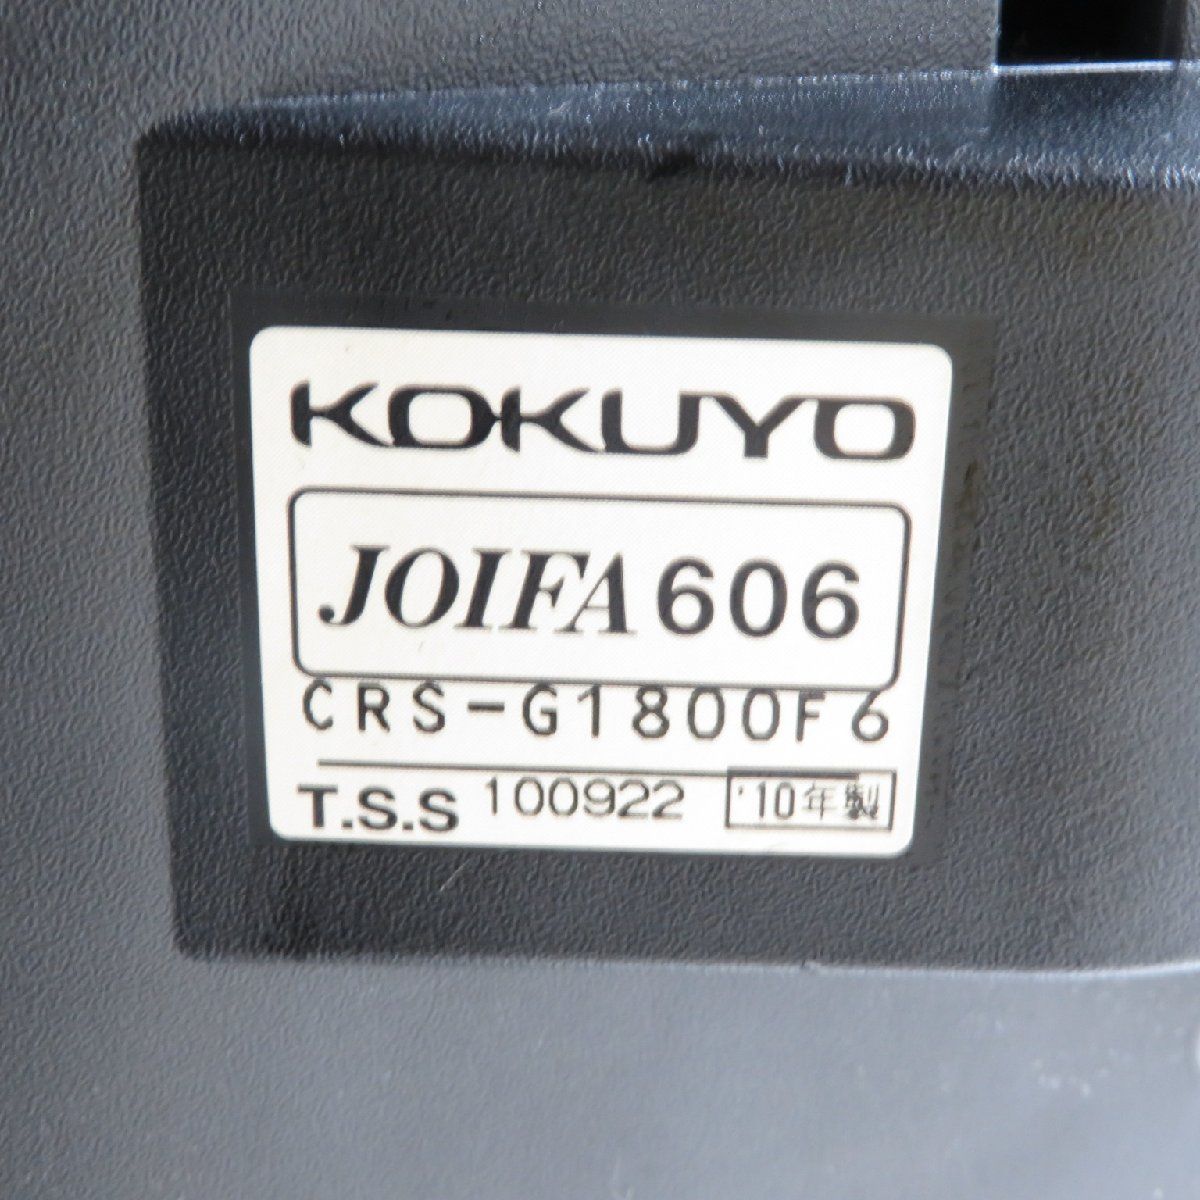 KOKUYO
JOIFA606
CRS-G1800F6
T.S.S 100922 '10年製